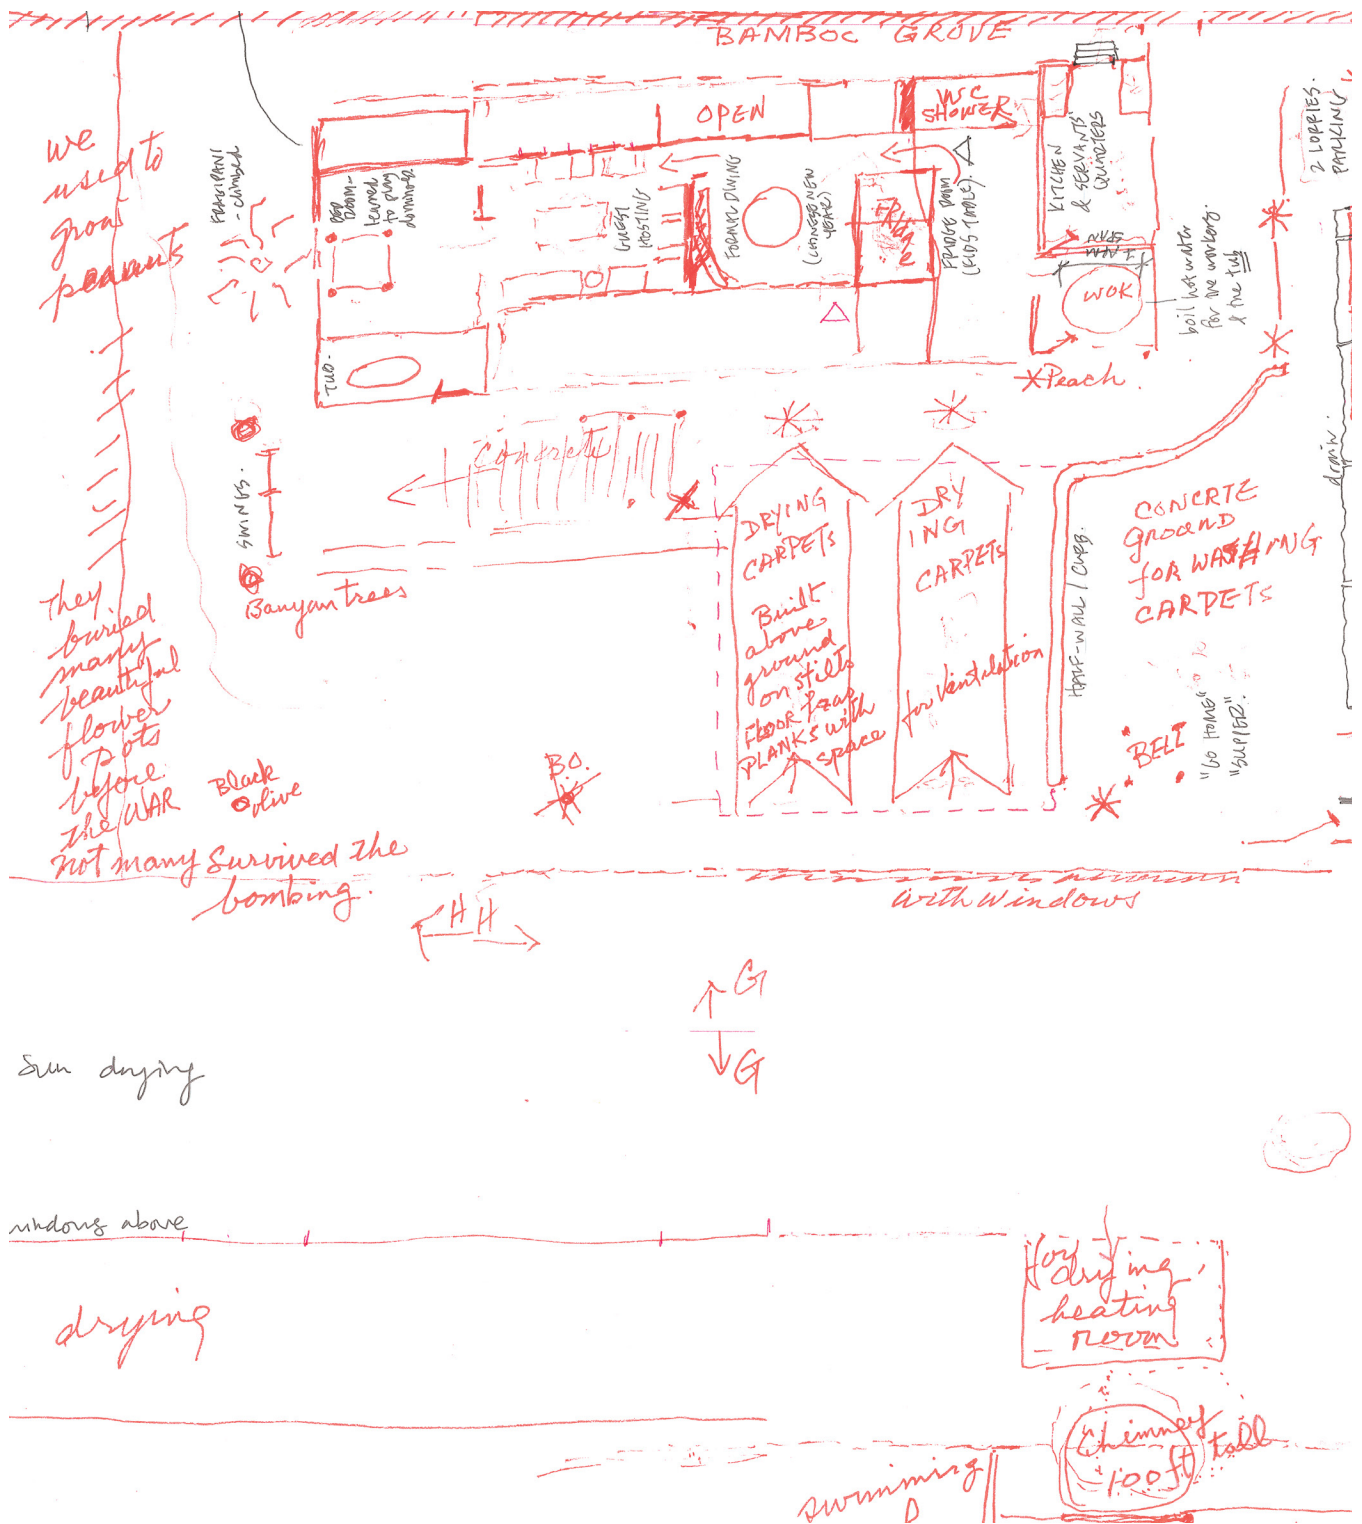 BAMBOC GROVE
we
used to
grow
peanuts
FRAGIPANI
- climbed
BED
ROOM-
learned
to play
dominoes
OPEN
WC
SHOWER
KITCHEN
& SERVANTS'
QUARTERS
2 LORRIES.
PARKING
GUEST
HOSTING
FORMAL DINING
(CHINESE NEW
YEAR)
FRIDGE
FRIDGE ROOM
(KIDS TABLE).
WOK
boil hot water
for the workers.
& the tub
TUB.
Peach.
drain
Concrete
SWINGS.
Banyan trees
DRYING
CARPETS
Built
above
ground
on stilts
FLOOR has
PLANKS with
space
DRY
ING
CARPETS
for Ventilation
HALF-WALL / CURB.
CONCRTE
GROUND
FOR WASHING
CARPETS
BELL
"GO HOME"
"SUPPER".
They
buried
many
beautiful
flower
pots
before
the WAR
Not many Survived the
bombing.
Black
olive
B.O.
with windows
H H
G
G
Sun drying
windows above
drying
for
drying,
heating
room
Chimney
100ft tall
swimming